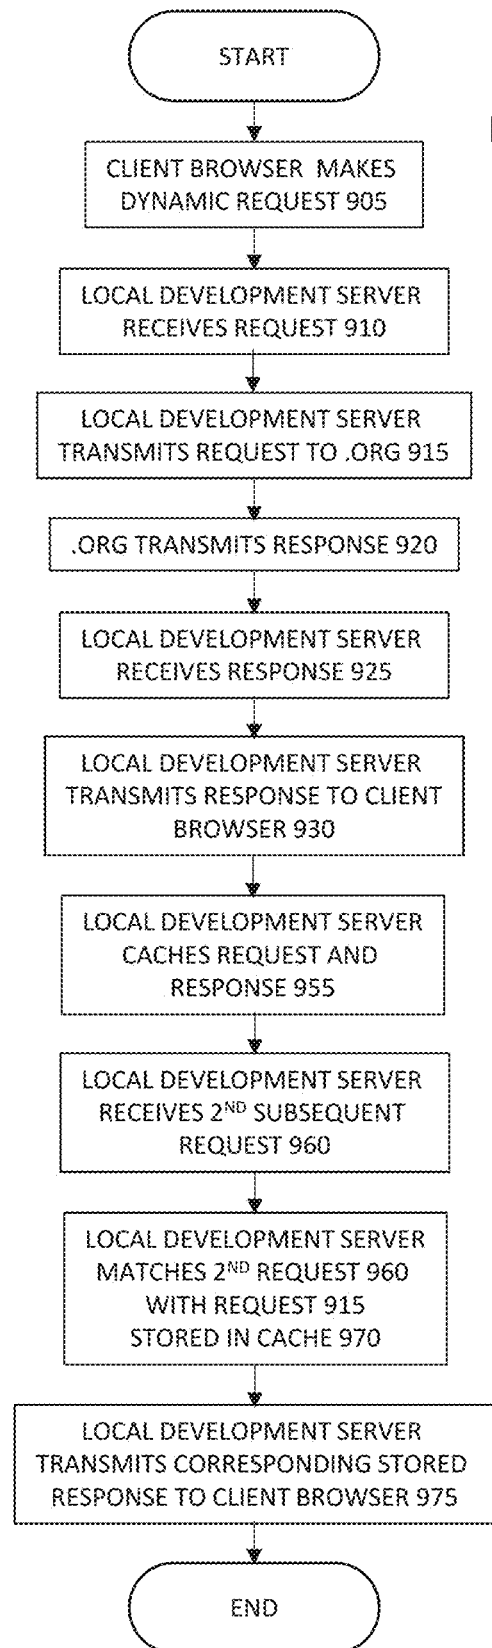 START
CLIENT BROWSER MAKES
DYNAMIC REQUEST 905
LOCAL DEVELOPMENT SERVER
RECEIVES REQUEST 910
LOCAL DEVELOPMENT SERVER
TRANSMITS REQUEST TO .ORG 915
.ORG TRANSMITS RESPONSE 920
LOCAL DEVELOPMENT SERVER
RECEIVES RESPONSE 925
LOCAL DEVELOPMENT SERVER
TRANSMITS RESPONSE TO CLIENT
BROWSER 930
LOCAL DEVELOPMENT SERVER
CACHES REQUEST AND
RESPONSE 955
LOCAL DEVELOPMENT SERVER
RECEIVES 2ND SUBSEQUENT
REQUEST 960
LOCAL DEVELOPMENT SERVER
MATCHES 2ND REQUEST 960
WITH REQUEST 915
STORED IN CACHE 970
LOCAL DEVELOPMENT SERVER
TRANSMITS CORRESPONDING STORED
RESPONSE TO CLIENT BROWSER 975
END